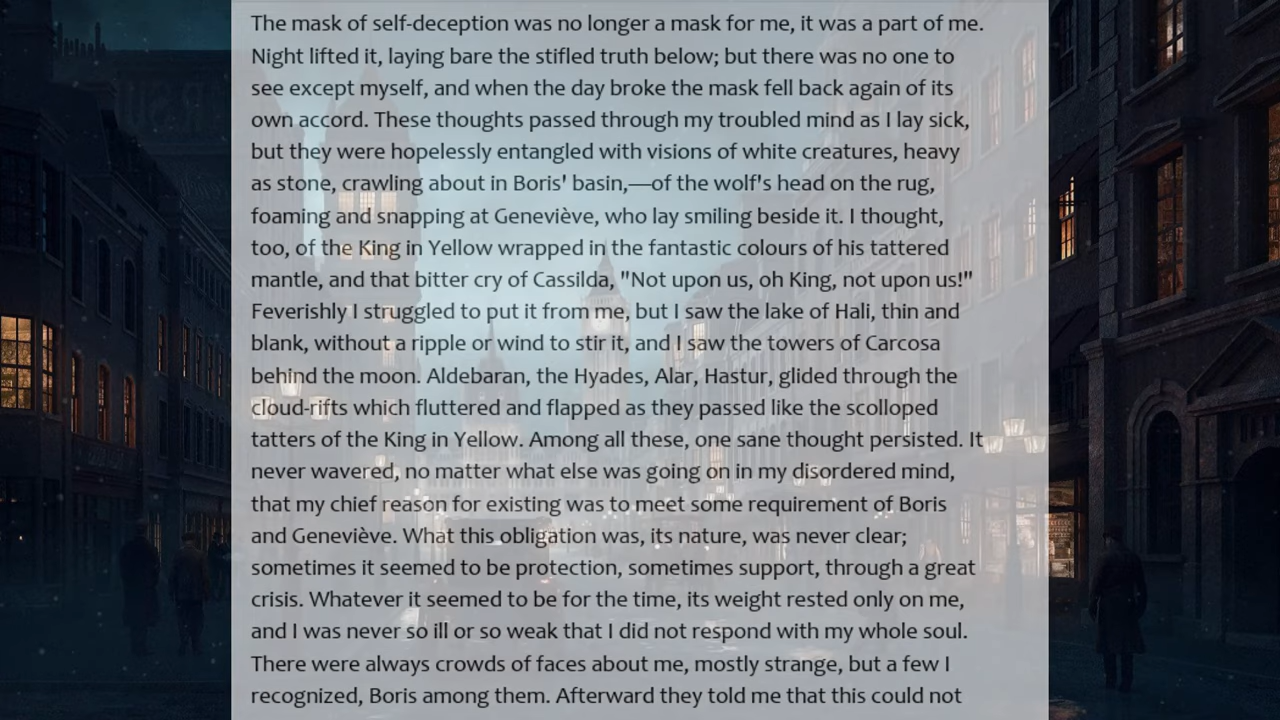 The mask of self-deception was no longer a mask for me, it was a part of me.
Night lifted it, laying bare the stifled truth below; but there was no one to
see except myself, and when the day broke the mask fell back again of its
own accord. These thoughts passed through my troubled mind as I lay sick,
but they were hopelessly entangled with visions of white creatures, heavy
as stone, crawling about in Boris' basin,—of the wolf's head on the rug,
foaming and snapping at Geneviève, who lay smiling beside it. I thought,
too, of the King in Yellow wrapped in the fantastic colours of his tattered
mantle, and that bitter cry of Cassilda, "Not upon us, oh King, not upon us!"
Feverishly I struggled to put it from me, but I saw the lake of Hali, thin and
blank, without a ripple or wind to stir it, and I saw the towers of Carcosa
behind the moon. Aldebaran, the Hyades, Alar, Hastur, glided through the
cloud-rifts which fluttered and flapped as they passed like the scolloped
tatters of the King in Yellow. Among all these, one sane thought persisted. It
never wavered, no matter what else was going on in my disordered mind,
that my chief reason for existing was to meet some requirement of Boris
and Geneviève. What this obligation was, its nature, was never clear;
sometimes it seemed to be protection, sometimes support, through a great
crisis. Whatever it seemed to be for the time, its weight rested only on me,
and I was never so ill or so weak that I did not respond with my whole soul.
There were always crowds of faces about me, mostly strange, but a few I
recognized, Boris among them. Afterward they told me that this could not